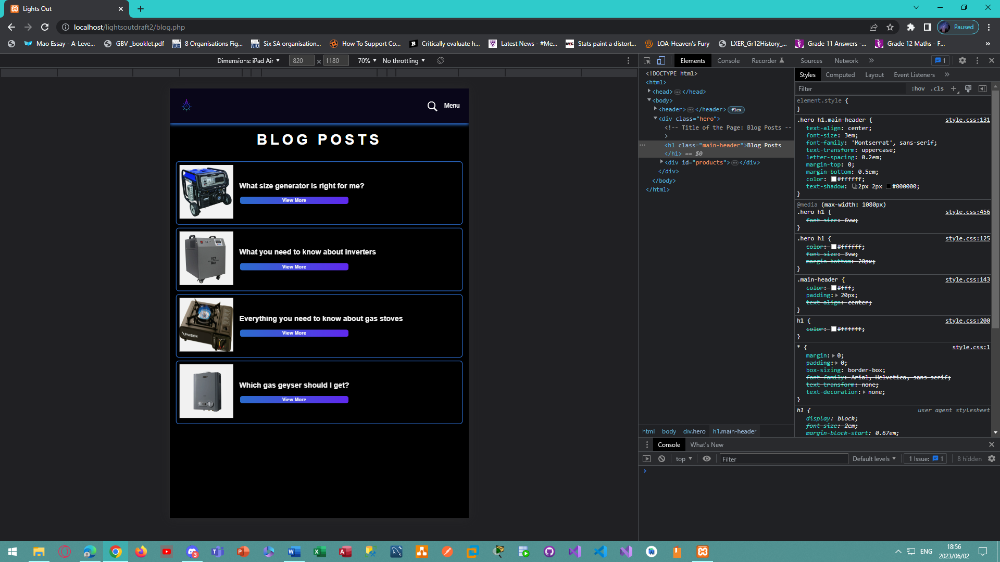 Lights Out
localhost/lightsoutdraft2/blog.php
Paused
Mao Essay - A-Leve...
GBV _booklet.pdf
8 Organisations Fig...
Six SA organisation...
How To Support Co...
Critically evaluate h...
Latest News - #Me...
Stats paint a distort...
LOA-Heaven's Fury
LXER_Gr12History_...
Grade 11 Answers -...
Grade 12 Maths - F...
»
Dimensions: iPad Air
820 × 1180
70%
No throttling
Elements
Console
Recorder
Sources
Network
»
1
Menu
BLOG POSTS
What size generator is right for me?
View More
What you need to know about inverters
View More
Everything you need to know about gas stoves
View More
Which gas geyser should I get?
View More
<!DOCTYPE html>
<html>
<head> ⋯ </head>
<body>
<header> ⋯ </header> flex
<div class="hero">
<!-- Title of the Page: Blog Posts --
>
<h1 class="main-header">Blog Posts
</h1> == $0
<div id="products"> ⋯ </div>
</div>
</body>
</html>
html body div.hero h1.main-header
Styles Computed Layout Event Listeners »
Filter :hov .cls +
element.style {
}
.hero h1.main-header { style.css:131
text-align: center;
font-size: 3em;
font-family: 'Montserrat', sans-serif;
text-transform: uppercase;
letter-spacing: 0.2em;
margin-top: 0;
margin-bottom: 0.5em;
color: #ffffff;
text-shadow: 2px 2px #000000;
}
@media (max-width: 1080px)
.hero h1 { style.css:456
font-size: 6vw;
}
.hero h1 { style.css:125
color: #ffffff;
font-size: 3vw;
margin-bottom: 20px;
}
.main-header { style.css:143
color: #fff;
padding: 20px;
text-align: center;
}
h1 { style.css:200
color: #ffffff;
}
* { style.css:1
margin: 0;
padding: 0;
box-sizing: border-box;
font-family: Arial, Helvetica, sans-serif;
text-transform: none;
text-decoration: none;
}
h1 { user agent stylesheet
display: block;
font-size: 2em;
margin-block-start: 0.67em;
Console What's New
top Filter Default levels 1 Issue: 1 8 hidden
ENG
18:56
2023/06/02